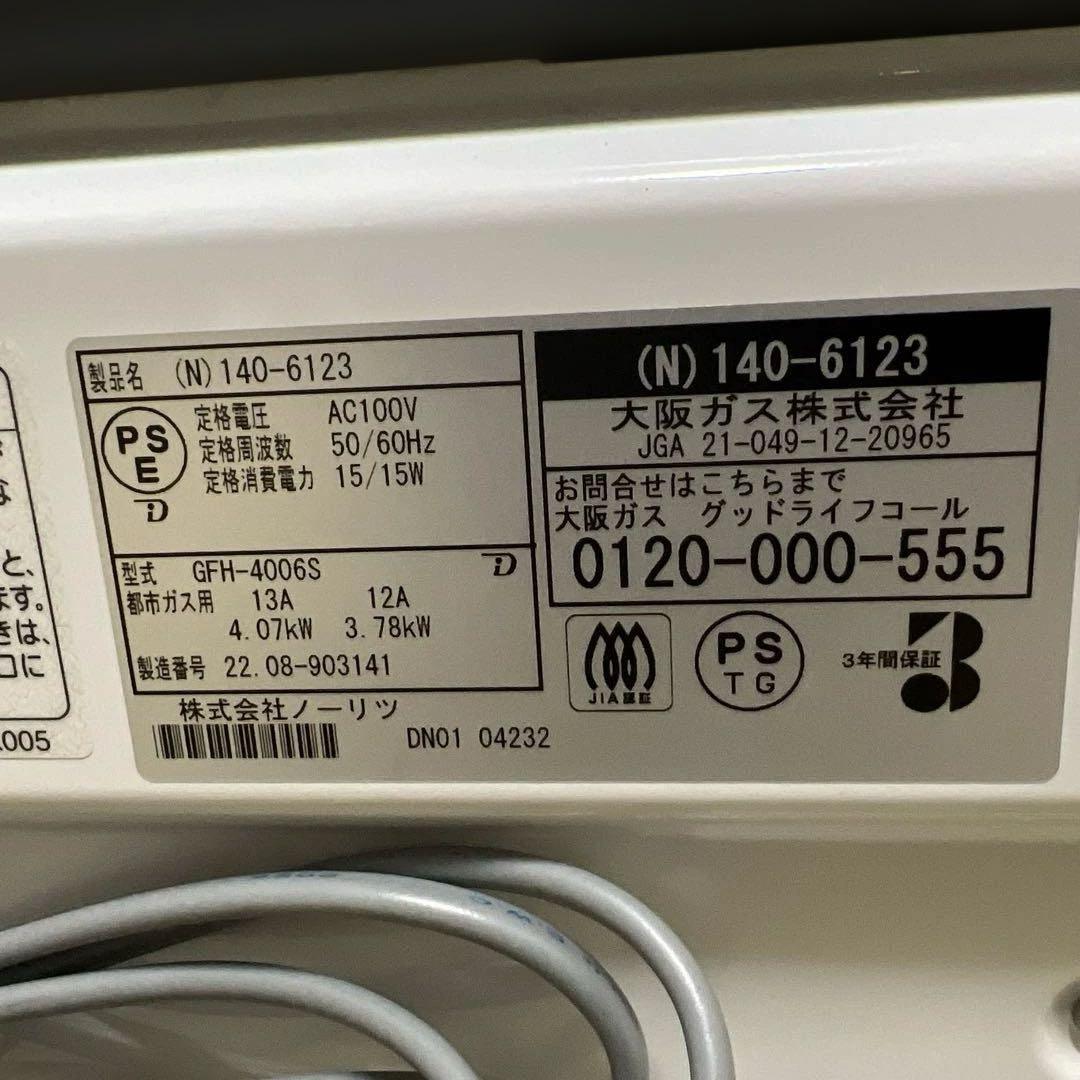 製品名 (N)140-6123
PS
E
定格電圧 AC100V
定格周波数 50/60Hz
定格消費電力 15/15W
型式 GFH-4006S
都市ガス用 13A 12A
4.07kW 3.78kW
製造番号 22.08-903141
株式会社ノーリツ
DN01 04232
(N)140-6123
大阪ガス株式会社
JGA 21-049-12-20965
お問合せはこちらまで
大阪ガス グッドライフコール
0120-000-555
JIA認証
PS
TG
3年間保証
な
と、
ます。
きは、
口に
005